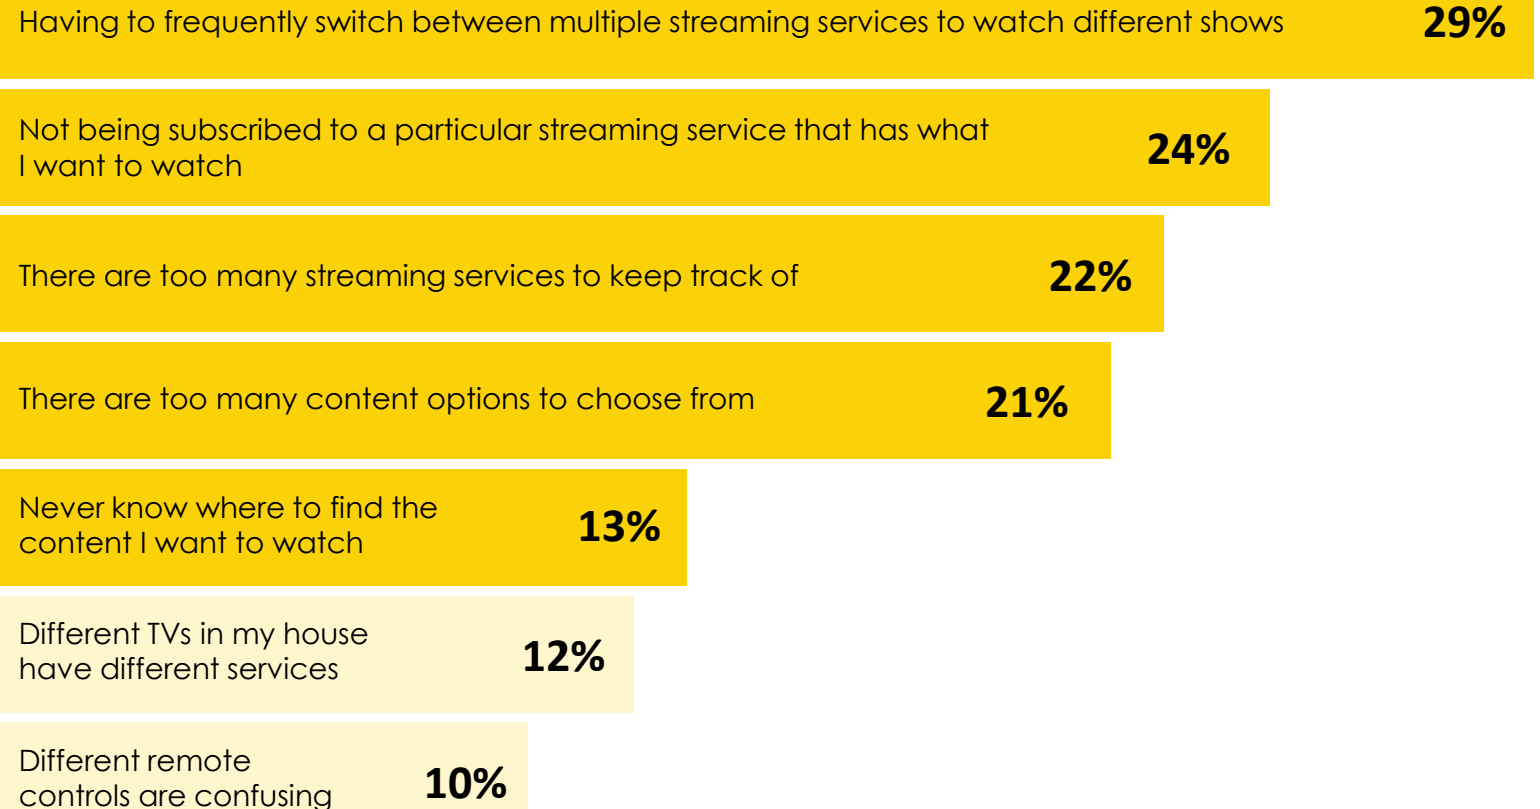 Having to frequently switch between multiple streaming services to watch different shows 29%
Not being subscribed to a particular streaming service that has what
I want to watch
24%
There are too many streaming services to keep track of 22%
There are too many content options to choose from 21%
Never know where to find the
content I want to watch
13%
Different TVs in my house
have different services
12%
Different remote
controls are confusing
10%